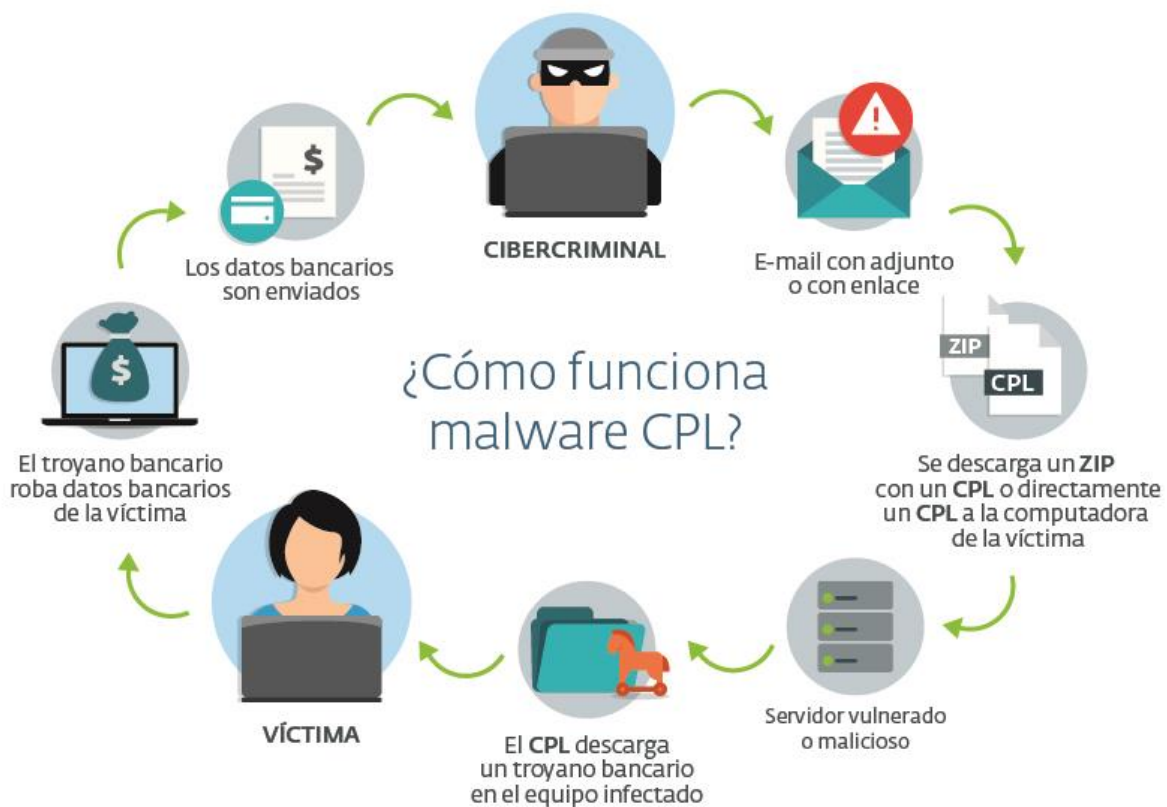 CIBERCRIMINAL
E-mail con adjunto
o con enlace
ZIP
CPL
Se descarga un ZIP
con un CPL o directamente
un CPL a la computadora
de la víctima
Servidor vulnerado
o malicioso
El CPL descarga
un troyano bancario
en el equipo infectado
VÍCTIMA
$
El troyano bancario
roba datos bancarios
de la víctima
$
Los datos bancarios
son enviados
¿Cómo funciona
malware CPL?